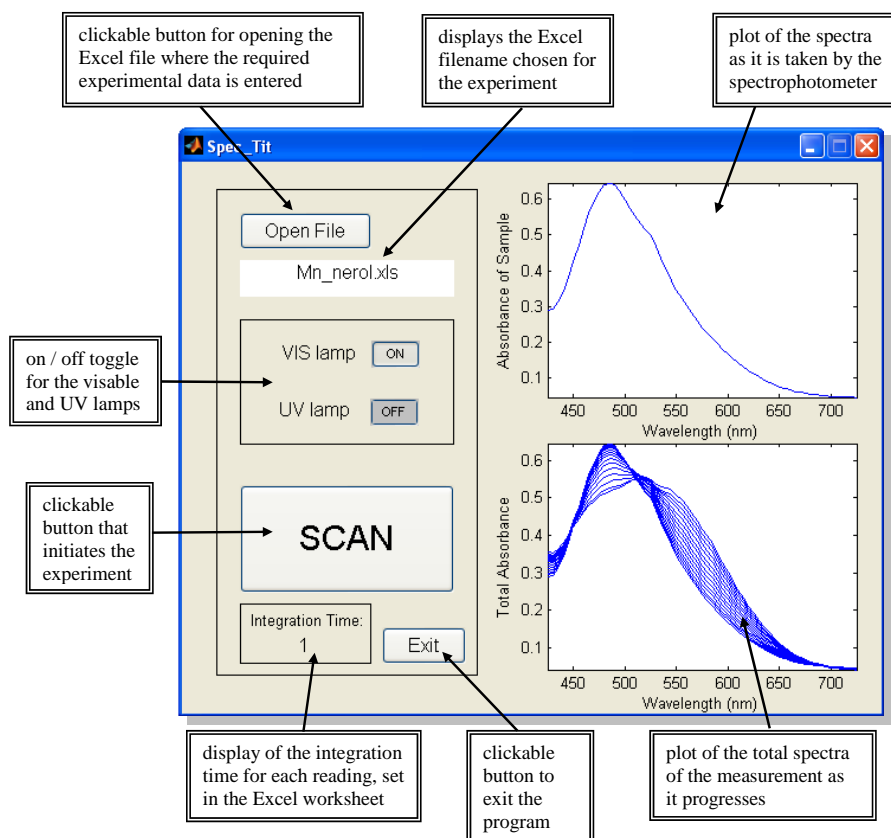 clickable button for opening the
Excel file where the required
experimental data is entered
displays the Excel
filename chosen for
the experiment
plot of the spectra
as it is taken by the
spectrophotometer
Spec_Tit
Open File
Mn_nerol.xls
on / off toggle
for the visable
and UV lamps
VIS lamp ON
UV lamp OFF
clickable
button that
initiates the
experiment
SCAN
Integration Time:
1
Exit
Absorbance of Sample
0.6
0.5
0.4
0.3
0.2
0.1
450 500 550 600 650 700
Wavelength (nm)
Total Absorbance
0.6
0.5
0.4
0.3
0.2
0.1
450 500 550 600 650 700
Wavelength (nm)
display of the integration
time for each reading, set
in the Excel worksheet
clickable
button to
exit the
program
plot of the total spectra
of the measurement as
it progresses